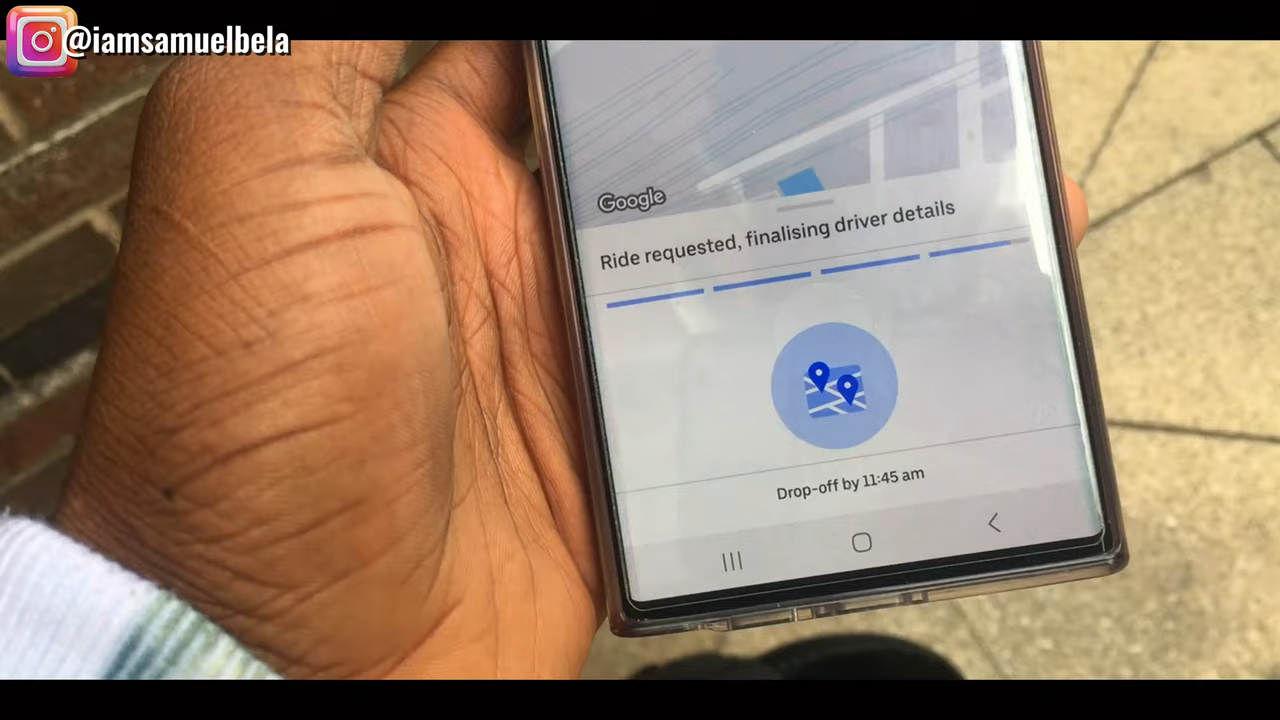 @iamsamuelbela
Google
Ride requested, finalising driver details
Drop-off by 11:45 am